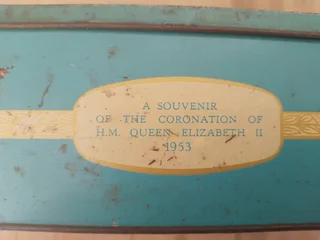 A SOUVENIR
OF THE CORONATION OF
H.M. QUEEN ELIZABETH II
1953